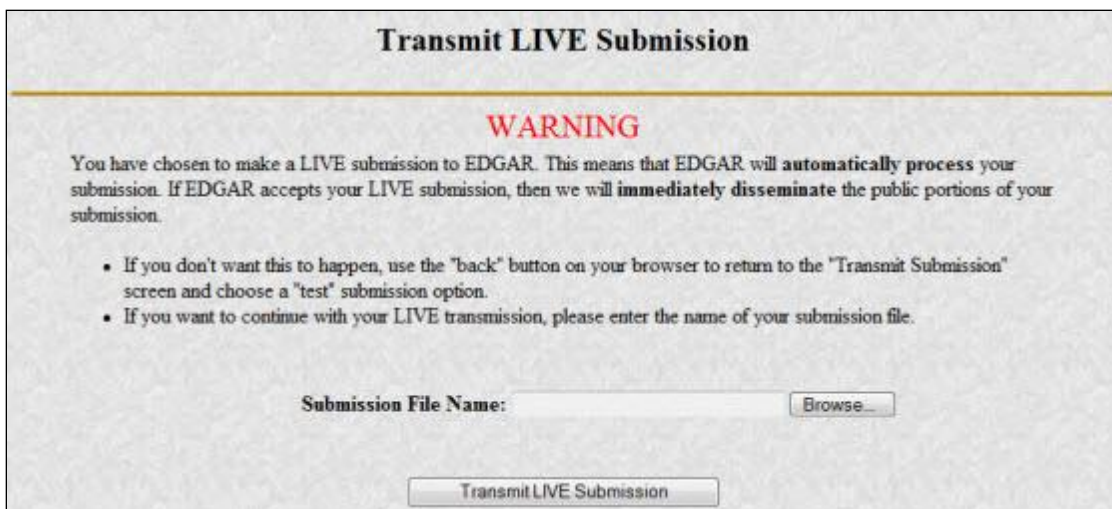 Transmit LIVE Submission
WARNING
You have chosen to make a LIVE submission to EDGAR. This means that EDGAR will automatically process your
submission. If EDGAR accepts your LIVE submission, then we will immediately disseminate the public portions of your
submission.
• If you don't want this to happen, use the "back" button on your browser to return to the "Transmit Submission"
screen and choose a "test" submission option.
• If you want to continue with your LIVE transmission, please enter the name of your submission file.
Submission File Name: Browse...
Transmit LIVE Submission